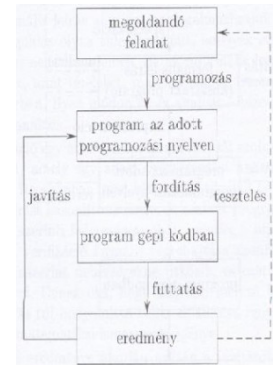 megoldandó
feladat
programozás
program az adott
programozási nyelven
javítás
fordítás
tesztelés
program gépi kódban
futtatás
eredmény